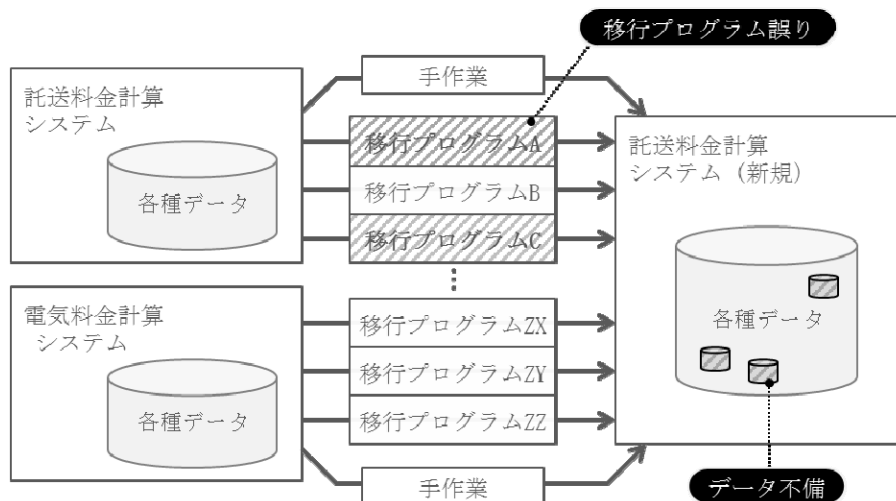 移行プログラム誤り
手作業
託送料金計算
システム
各種データ
移行プログラムA
移行プログラムB
移行プログラムC
託送料金計算
システム（新規）
各種データ
電気料金計算
システム
各種データ
移行プログラムZX
移行プログラムZY
移行プログラムZZ
手作業
データ不備